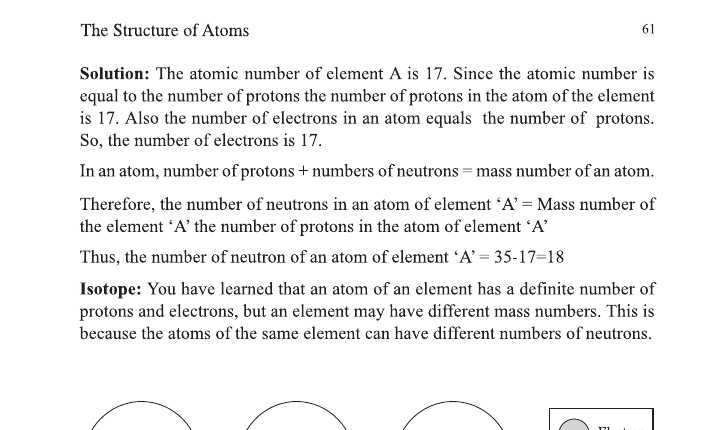 The Structure of Atoms
61
Solution: The atomic number of element A is 17. Since the atomic number is
equal to the number of protons the number of protons in the atom of the element
is 17. Also the number of electrons in an atom equals the number of protons.
So, the number of electrons is 17.
In an atom, number of protons + numbers of neutrons = mass number of an atom.
Therefore, the number of neutrons in an atom of element ‘A’ = Mass number of
the element ‘A’ the number of protons in the atom of element ‘A’
Thus, the number of neutron of an atom of element ‘A’ = 35-17=18
Isotope: You have learned that an atom of an element has a definite number of
protons and electrons, but an element may have different mass numbers. This is
because the atoms of the same element can have different numbers of neutrons.